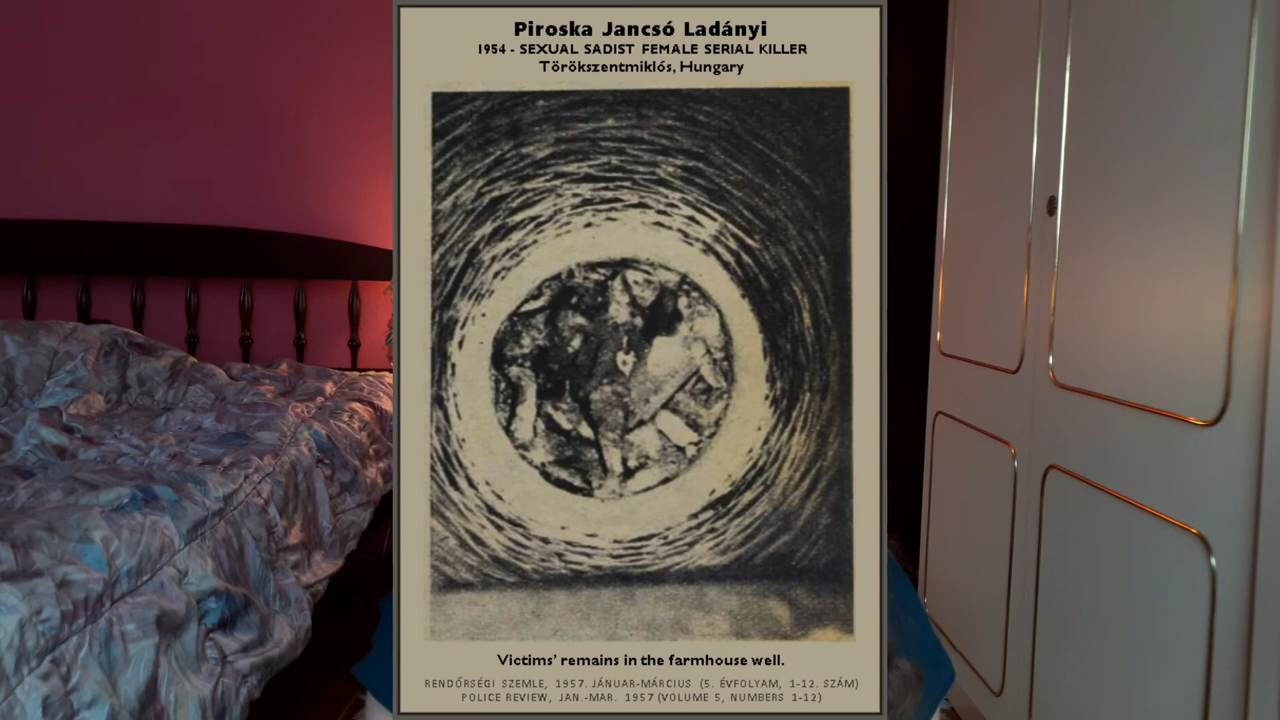 Piroska Jancsó Ladányi
1954 - SEXUAL SADIST FEMALE SERIAL KILLER
Törökszentmiklós, Hungary
Victims' remains in the farmhouse well.
RENDŐRSÉGI SZEMLE, 1957. JÁNUÁR-MÁRCIUS (5. ÉVFOLYAM, 1-12. SZÁM)
POLICE REVIEW, JAN.-MAR. 1957 (VOLUME 5, NUMBERS 1-12)